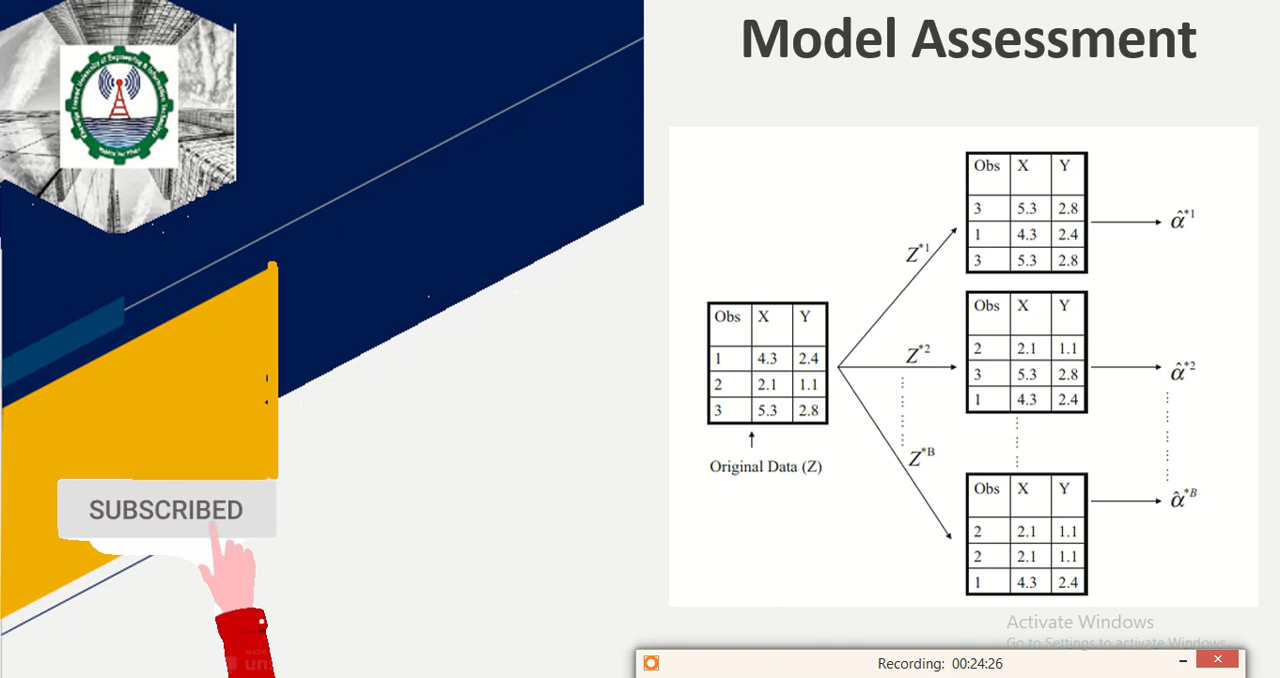 Model Assessment
Obs X Y
3 5.3 2.8
1 4.3 2.4
3 5.3 2.8
Z*1
α̂*1
Obs X Y
1 4.3 2.4
2 2.1 1.1
3 5.3 2.8
Original Data (Z)
Z*2
Obs X Y
2 2.1 1.1
3 5.3 2.8
1 4.3 2.4
α̂*2
Z*B
Obs X Y
2 2.1 1.1
2 2.1 1.1
1 4.3 2.4
α̂*B
SUBSCRIBED
Activate Windows
Go to Settings to activate Windows.
Recording: 00:24:26